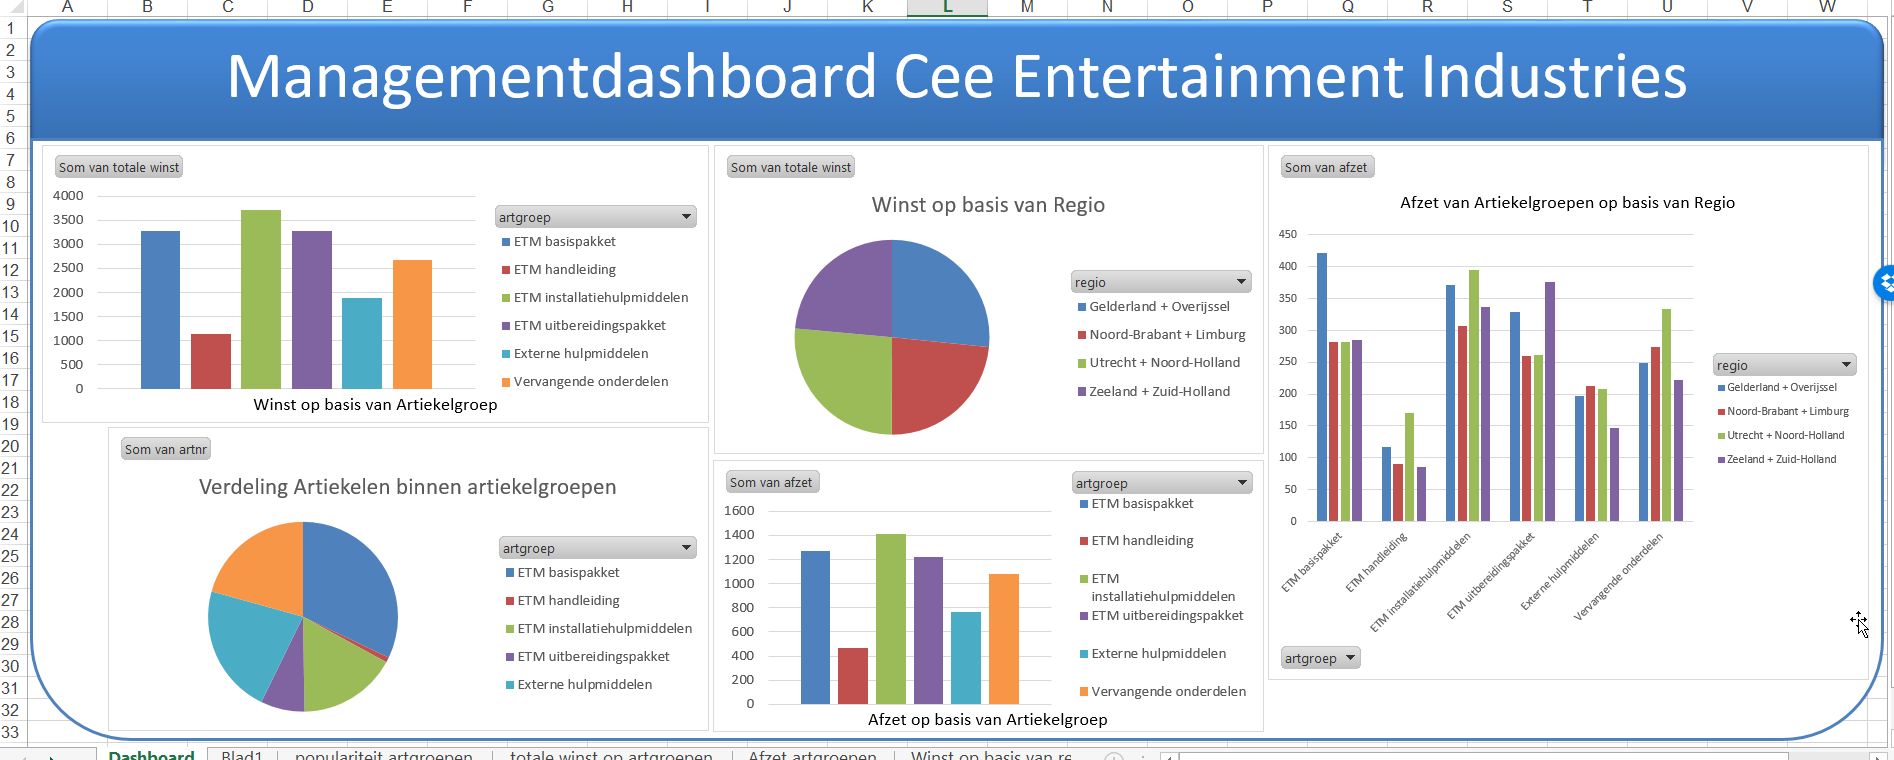 A B C D E F G H I J K L M N O P Q R S T U V W
1
2
3
4
5
6
7
8
9
10
11
12
13
14
15
16
17
18
19
20
21
22
23
24
25
26
27
28
29
30
31
32
33
Managementdashboard Cee Entertainment Industries
Som van totale winst
4000
3500
3000
2500
2000
1500
1000
500
0
artgroep
ETM basispakket
ETM handleiding
ETM installatiehulpmiddelen
ETM uitbereidingspakket
Externe hulpmiddelen
Vervangende onderdelen
Winst op basis van Artiekelgroep
Som van totale winst
Winst op basis van Regio
regio
Gelderland + Overijssel
Noord-Brabant + Limburg
Utrecht + Noord-Holland
Zeeland + Zuid-Holland
Som van afzet
Afzet van Artiekelgroepen op basis van Regio
450
400
350
300
250
200
150
100
50
0
ETM basispakket
ETM handleiding
ETM installatiehulpmiddelen
ETM uitbereidingspakket
Externe hulpmiddelen
Vervangende onderdelen
regio
Gelderland + Overijssel
Noord-Brabant + Limburg
Utrecht + Noord-Holland
Zeeland + Zuid-Holland
artgroep
Som van artnr
Verdeling Artiekelen binnen artiekelgroepen
artgroep
ETM basispakket
ETM handleiding
ETM installatiehulpmiddelen
ETM uitbereidingspakket
Externe hulpmiddelen
Som van afzet
1600
1400
1200
1000
800
600
400
200
0
artgroep
ETM basispakket
ETM handleiding
ETM
installatiehulpmiddelen
ETM uitbereidingspakket
Externe hulpmiddelen
Vervangende onderdelen
Afzet op basis van Artiekelgroep
Dashboard Blad1 populariteit artgroepen totale winst op artgroepen Afzet artgroepen Winst op basis van re